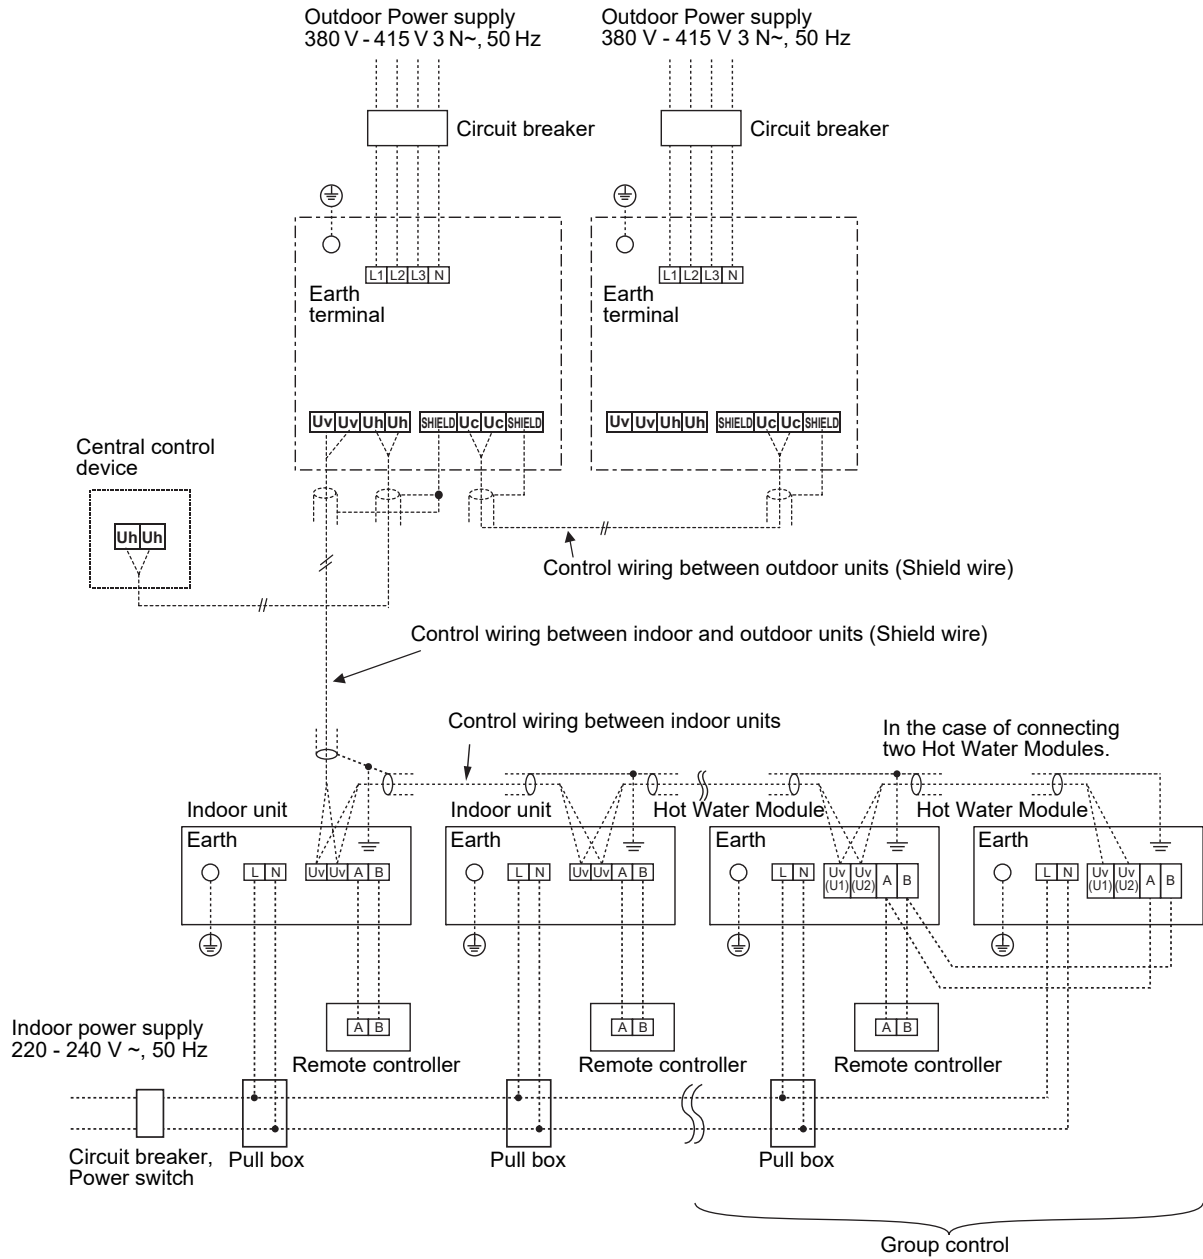 Outdoor Power supply
380 V - 415 V 3 N~, 50 Hz
Outdoor Power supply
380 V - 415 V 3 N~, 50 Hz
Circuit breaker
Circuit breaker
L1 L2 L3 N
L1 L2 L3 N
Earth
terminal
Earth
terminal
Uv Uv Uh Uh SHIELD Uc Uc SHIELD
Uv Uv Uh Uh SHIELD Uc Uc SHIELD
Central control
device
Uh Uh
Control wiring between outdoor units (Shield wire)
Control wiring between indoor and outdoor units (Shield wire)
Control wiring between indoor units
In the case of connecting
two Hot Water Modules.
Indoor unit
Indoor unit
Hot Water Module
Hot Water Module
Earth
Earth
Earth
Earth
L N Uv Uv A B
L N Uv Uv A B
L N Uv (U1) Uv (U2) A B
L N Uv (U1) Uv (U2) A B
A B
A B
A B
Remote controller
Remote controller
Remote controller
Indoor power supply
220 - 240 V ~, 50 Hz
Circuit breaker,
Power switch
Pull box
Pull box
Pull box
Group control